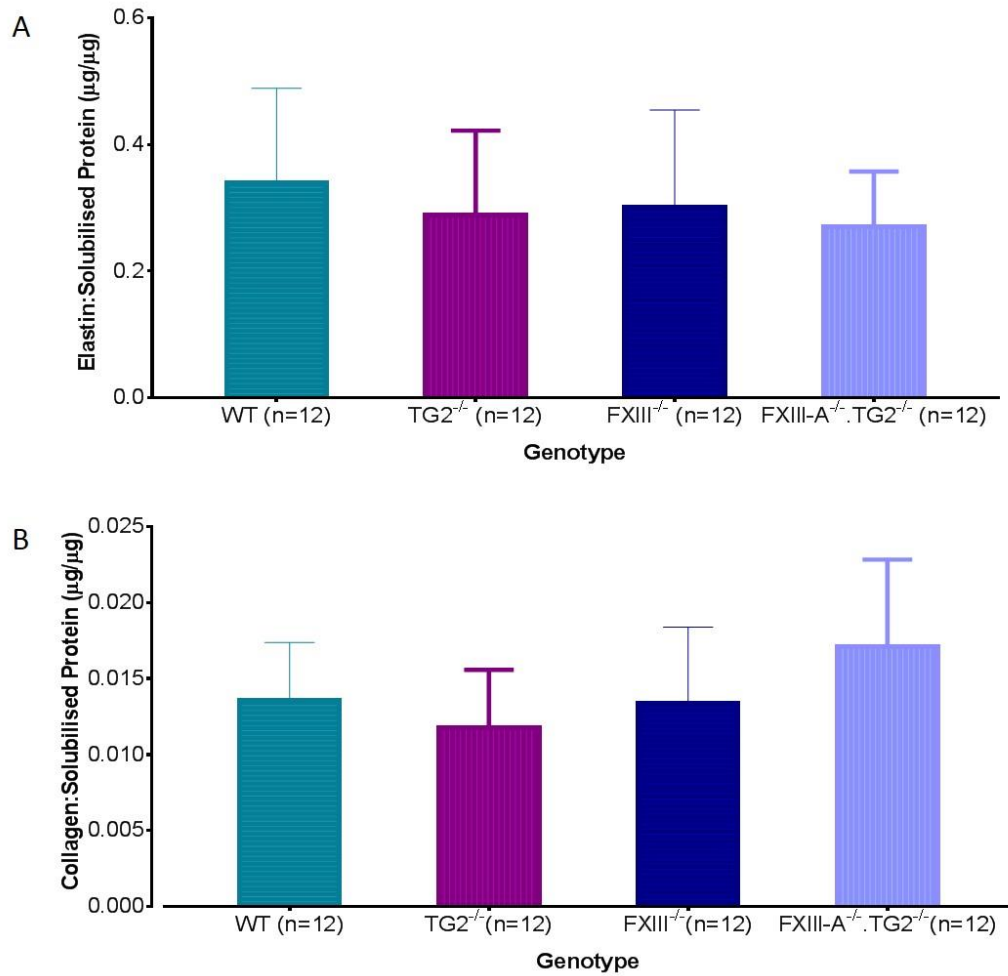 A
Elastin:Solubilised Protein (µg/µg)
0.6
0.4
0.2
0.0
WT (n=12) TG2-/- (n=12) FXIII-/- (n=12) FXIII-A-/-.TG2-/- (n=12)
Genotype
B
Collagen:Solubilised Protein (µg/µg)
0.025
0.020
0.015
0.010
0.005
0.000
WT (n=12) TG2-/- (n=12) FXIII-/- (n=12) FXIII-A-/-.TG2-/- (n=12)
Genotype